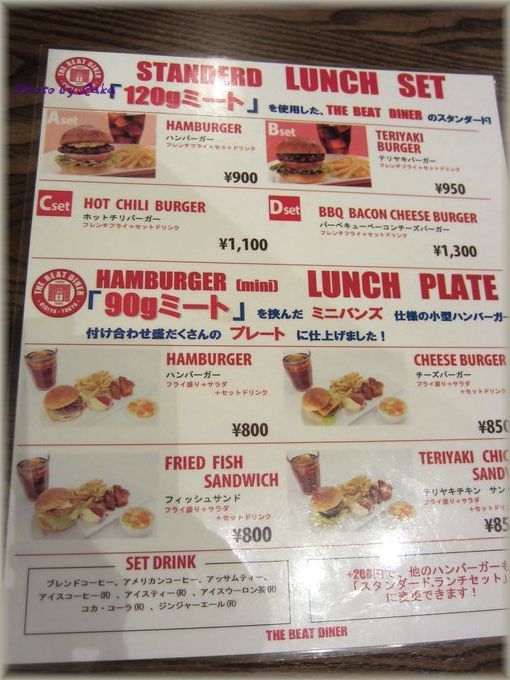 Photo by Quka
THE BEAT DINER
STANDERD LUNCH SET
「120gミート」を使用した、THE BEAT DINER のスタンダード!
Aset
HAMBURGER
ハンバーガー
フレンチフライ+セットドリンク
¥900
Bset
TERIYAKI
BURGER
テリヤキバーガー
フレンチフライ+セットドリンク
¥950
Cset
HOT CHILI BURGER
ホットチリバーガー
フレンチフライ+セットドリンク
¥1,100
Dset
BBQ BACON CHEESE BURGER
バーベキューベーコンチーズバーガー
フレンチフライ+セットドリンク
¥1,300
THE BEAT DINER
HAMBURGER (mini) LUNCH PLATE
「90gミート」を挟んだ ミニバンズ 仕様の小型ハンバーガー
付け合わせ盛だくさんの プレート に仕上げました!
HAMBURGER
ハンバーガー
フライ盛り+サラダ
+セットドリンク
¥800
CHEESE BURGER
チーズバーガー
フライ盛り+サラダ
+セットドリンク
¥850
FRIED FISH
SANDWICH
フィッシュサンド
フライ盛り+サラダ
+セットドリンク
¥800
TERIYAKI CHIC
SANDW
テリヤキチキン サン
フライ盛り+サラダ
+セットドリン
¥85
SET DRINK
ブレンドコーヒー、アメリカンコーヒー、アッサムティー、
アイスコーヒー(R)、アイスティー(R)、アイスウーロン茶(R)
コカ・コーラ(R)、ジンジャーエール(R)
+200円で、他のハンバーガーも
「スタンダード・ランチセット」
に変更できます!
THE BEAT DINER